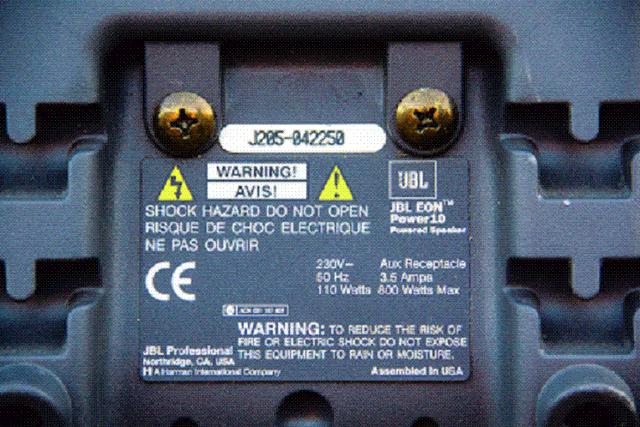 J205-042250
WARNING!
AVIS!
SHOCK HAZARD DO NOT OPEN
RISQUE DE CHOC ELECTRIQUE
NE PAS OUVRIR
JBL
JBL EON™
Power10
Powered Speaker
CE
230V~ Aux Receptacle
50 Hz 3.5 Amps
110 Watts 800 Watts Max
WARNING: TO REDUCE THE RISK OF
FIRE OR ELECTRIC SHOCK DO NOT EXPOSE
THIS EQUIPMENT TO RAIN OR MOISTURE.
JBL Professional
Northridge, CA, USA
H A Harman International Company
Assembled in USA